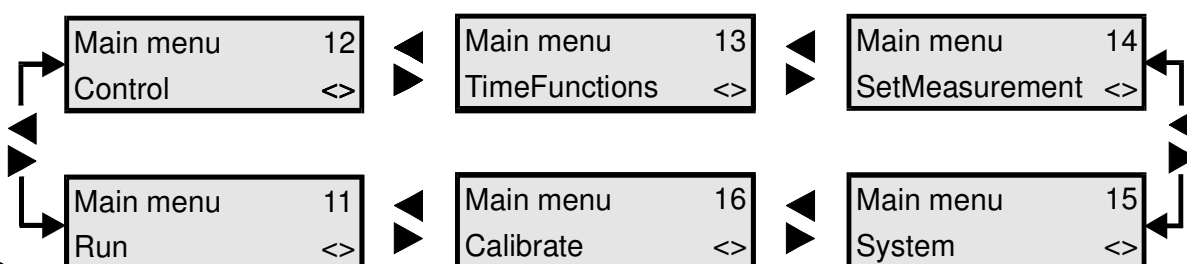 Main menu 12
Control <>
Main menu 13
TimeFunctions <>
Main menu 14
SetMeasurement <>
Main menu 11
Run <>
Main menu 16
Calibrate <>
Main menu 15
System <>